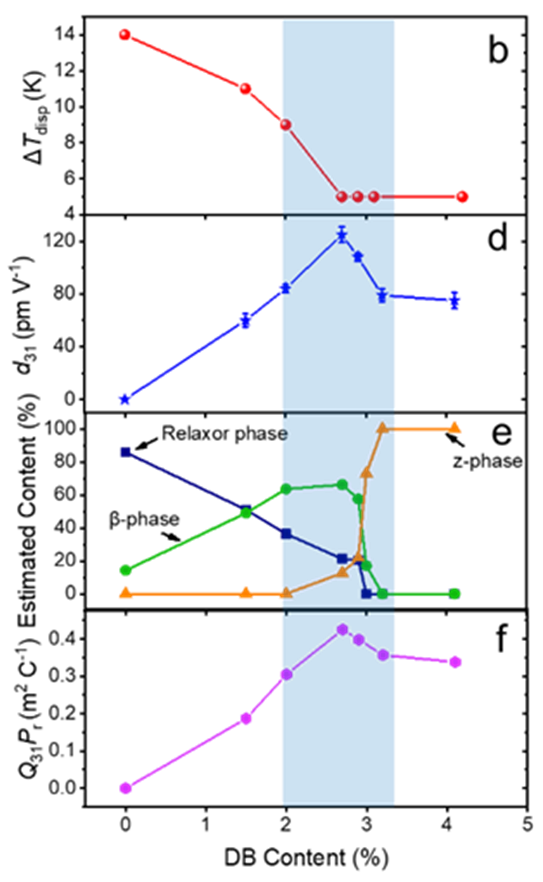 b
14
12
10
8
6
4
ΔT_disp (K)
d
120
80
40
0
d₃₁ (pm V⁻¹)
e
100
80
60
40
20
0
Estimated Content (%)
Relaxor phase
β-phase
z-phase
f
0.4
0.3
0.2
0.1
0.0
Q₃₁Pᵣ (m² C⁻¹)
0 1 2 3 4 5
DB Content (%)